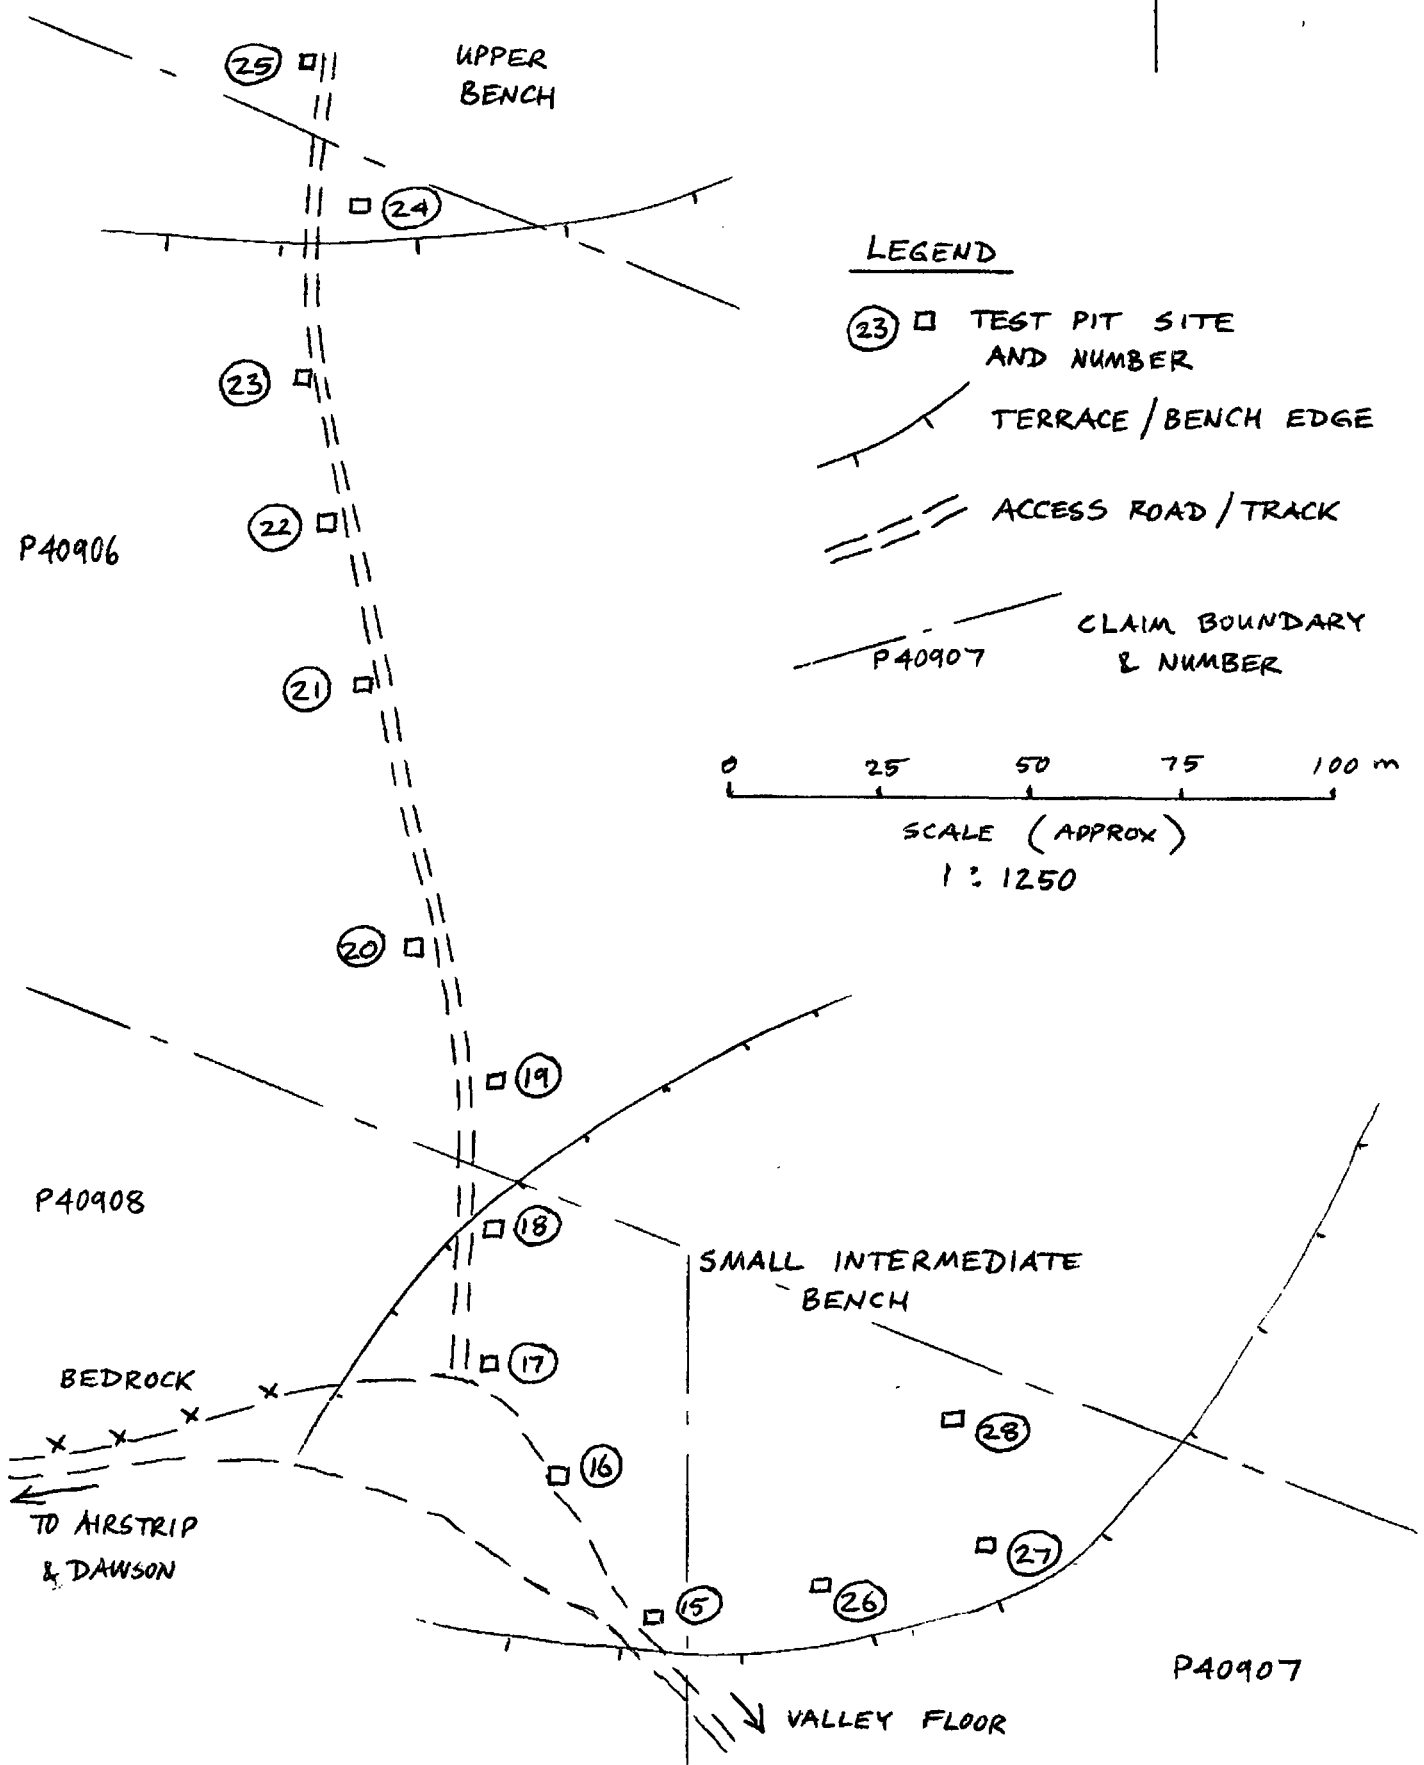 25
UPPER
BENCH
24
LEGEND
23 TEST PIT SITE
AND NUMBER
23
TERRACE / BENCH EDGE
22
ACCESS ROAD / TRACK
P40906
CLAIM BOUNDARY
& NUMBER
P40907
21
0 25 50 75 100 m
SCALE (APPROX)
1 : 1250
20
19
P40908
18
SMALL INTERMEDIATE
BENCH
17
BEDROCK
28
16
TO AIRSTRIP
& DAWSON
27
26
15
P40907
VALLEY FLOOR